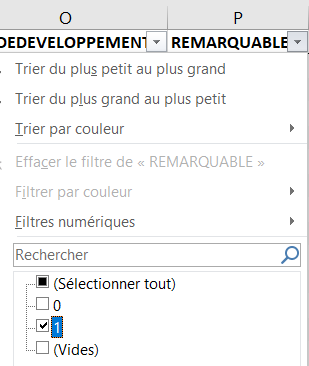 O P
DEDEVELOPPEMENT REMARQUABLE
Trier du plus petit au plus grand
Trier du plus grand au plus petit
Trier par couleur
Effacer le filtre de « REMARQUABLE »
Filtrer par couleur
Filtres numériques
Rechercher
(Sélectionner tout)
0
1
(Vides)